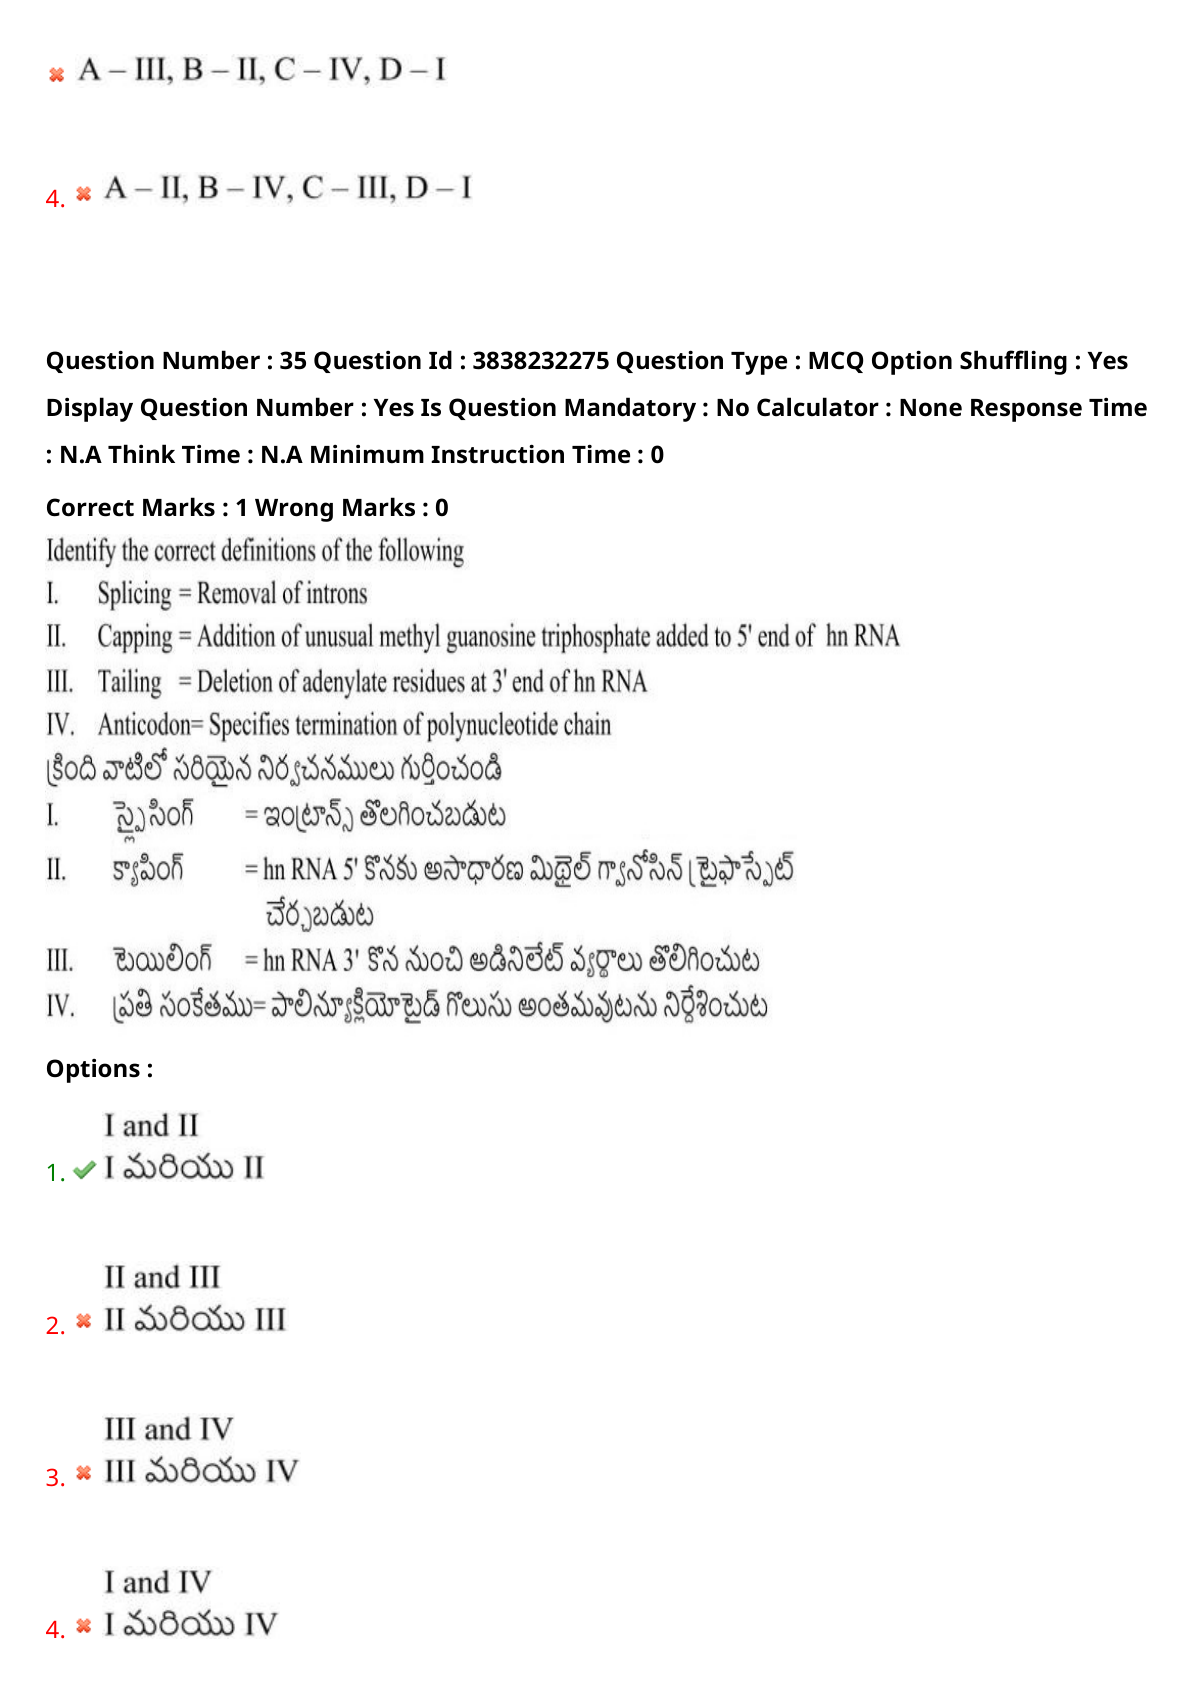 A – III, B – II, C – IV, D – I
4. A – II, B – IV, C – III, D – I
Question Number : 35 Question Id : 3838232275 Question Type : MCQ Option Shuffling : Yes
Display Question Number : Yes Is Question Mandatory : No Calculator : None Response Time
: N.A Think Time : N.A Minimum Instruction Time : 0
Correct Marks : 1 Wrong Marks : 0
Identify the correct definitions of the following
I. Splicing = Removal of introns
II. Capping = Addition of unusual methyl guanosine triphosphate added to 5' end of hn RNA
III. Tailing = Deletion of adenylate residues at 3' end of hn RNA
IV. Anticodon= Specifies termination of polynucleotide chain
క్రింది వాటిలో సరియైన నిర్వచనములు గుర్తించండి
I. స్ప్లైసింగ్ = ఇంట్రాన్స్ తొలగించబడుట
II. క్యాపింగ్ = hn RNA 5' కొనకు అసాధారణ మిథైల్ గ్వానోసిన్ ట్రైఫాస్ఫేట్
చేర్చబడుట
III. టెయిలింగ్ = hn RNA 3' కొన నుంచి అడినిలేట్ వ్యర్థాలు తొలిగించుట
IV. ప్రతి సంకేతము= పాలిన్యూక్లియోటైడ్ గొలుసు అంతమవుటను నిర్దేశించుట
Options :
I and II
1. I మరియు II
II and III
2. II మరియు III
III and IV
3. III మరియు IV
I and IV
4. I మరియు IV